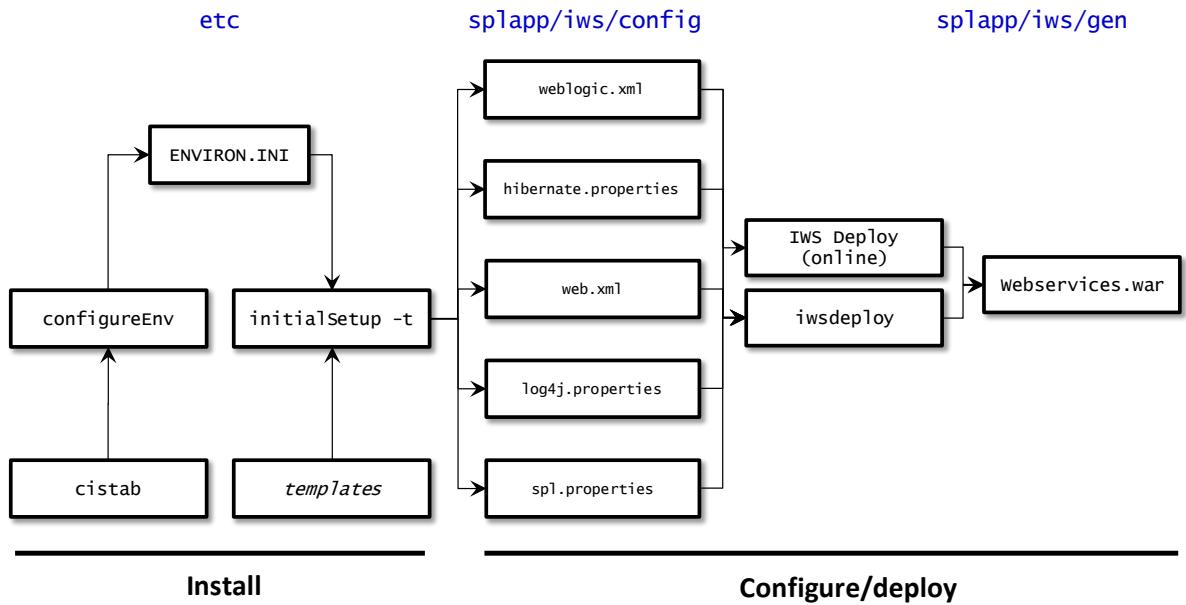 etc
splapp/iws/config
splapp/iws/gen
weblogic.xml
ENVIRON.INI
hibernate.properties
IWS Deploy
(online)
configureEnv
initialSetup -t
web.xml
Webservices.war
iwsdeploy
log4j.properties
cistab
templates
spl.properties
Install
Configure/deploy